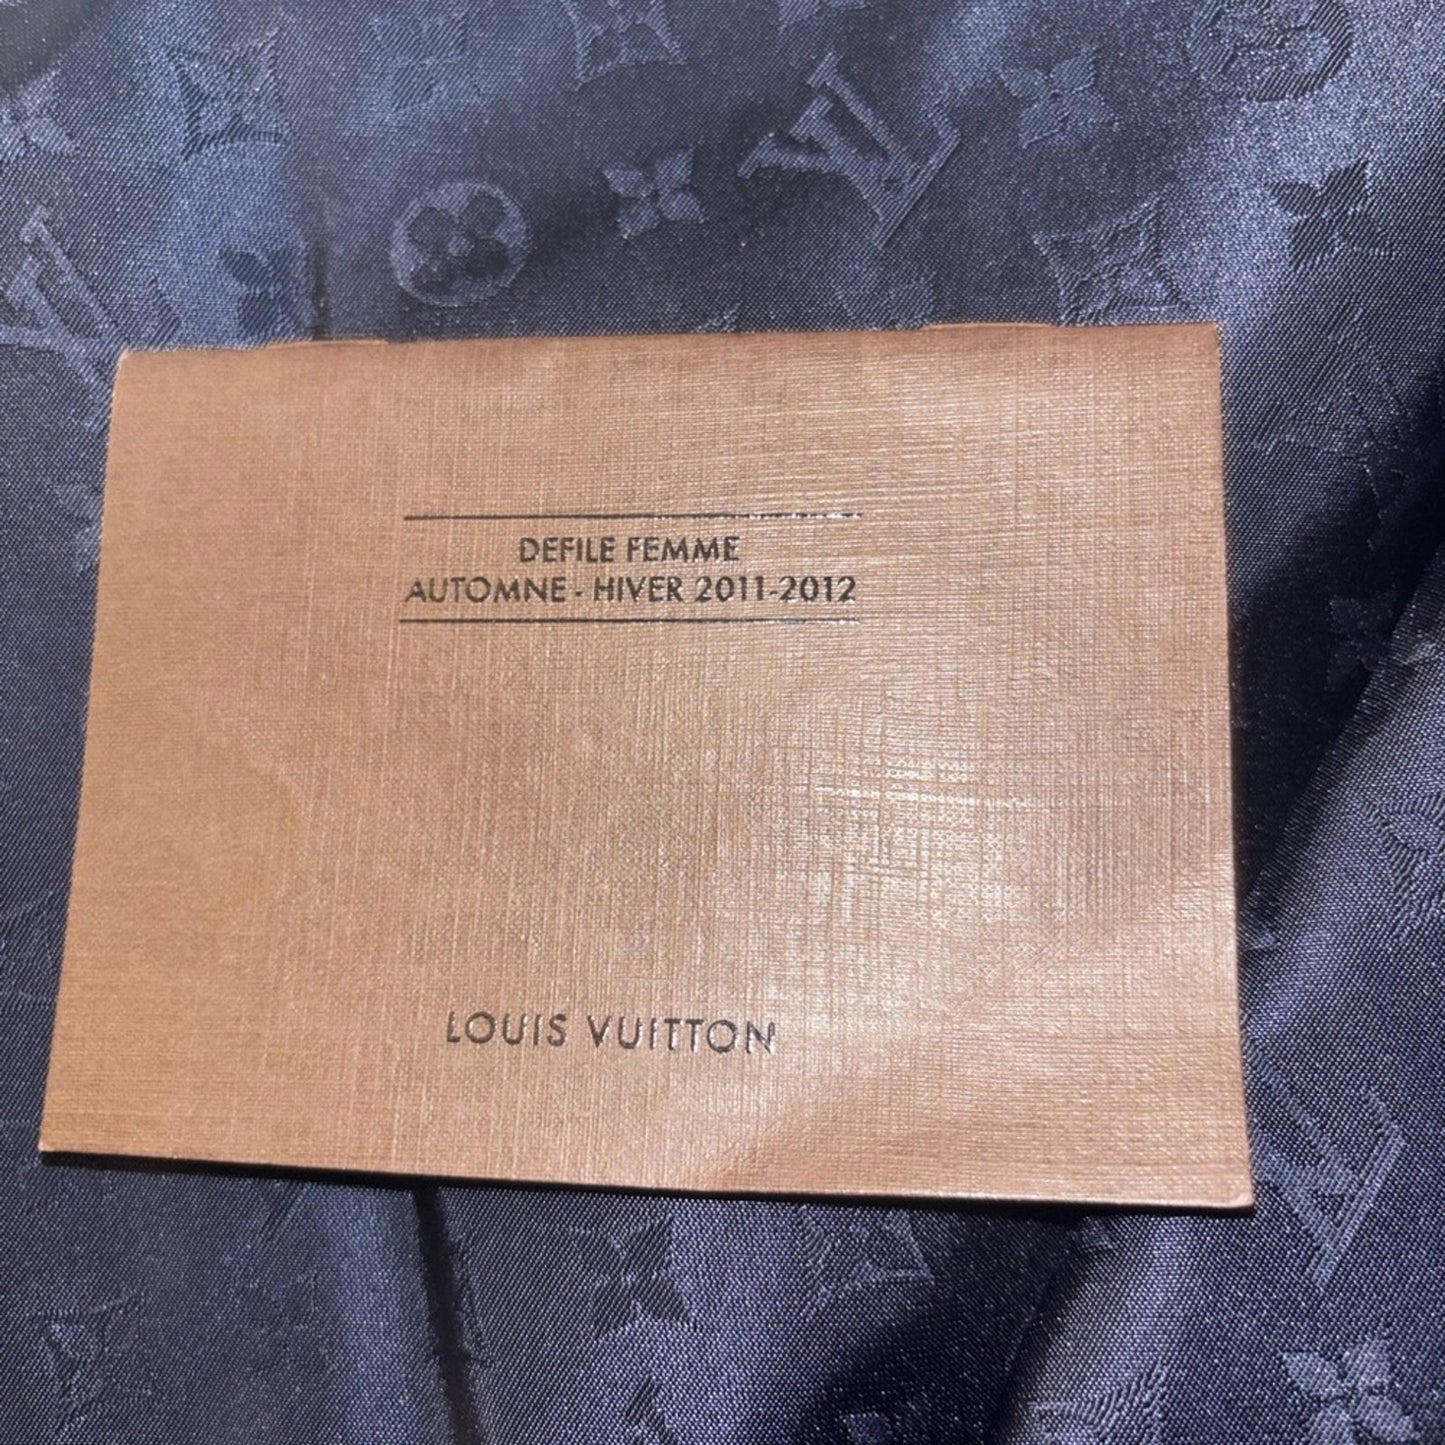 DEFILE FEMME
AUTOMNE - HIVER 2011-2012
LOUIS VUITTON